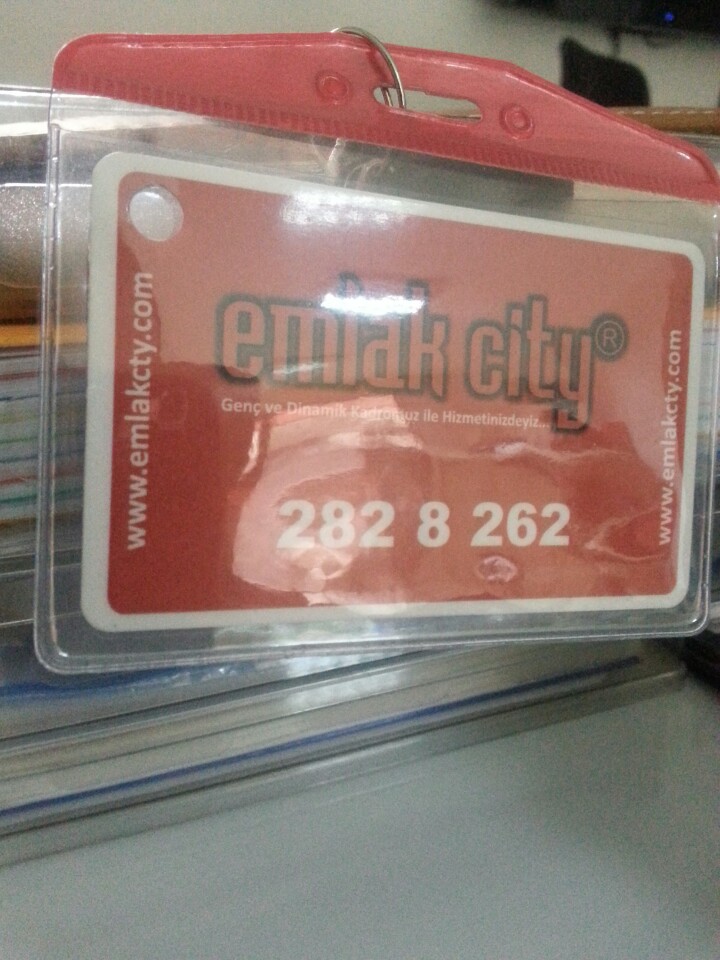 www.emlakcty.com
emlak city®
Genç ve Dinamik Kadromuz ile Hizmetinizdeyiz...
282 8 262
www.emlakcty.com